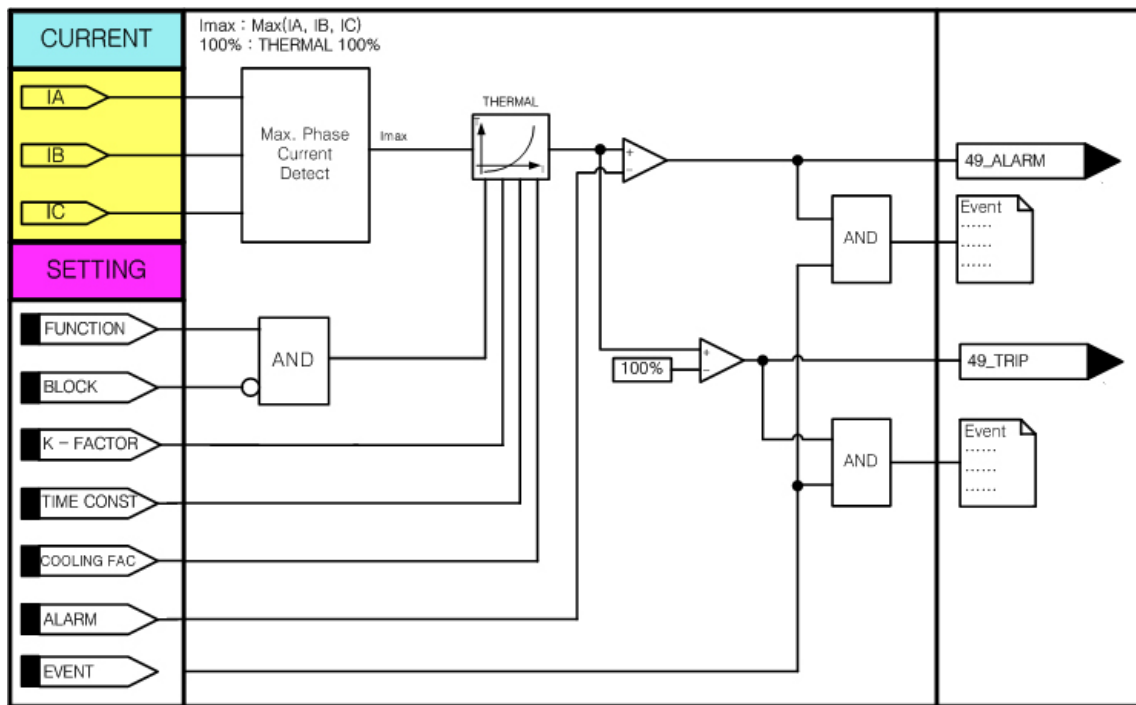 CURRENT
Imax : Max(IA, IB, IC)
100% : THERMAL 100%
IA
IB
IC
Max. Phase
Current
Detect
Imax
THERMAL
T
I
+
−
49_ALARM
AND
Event
......
......
......
SETTING
FUNCTION
BLOCK
AND
K - FACTOR
TIME CONST
COOLING FAC
ALARM
EVENT
100%
+
−
49_TRIP
AND
Event
......
......
......